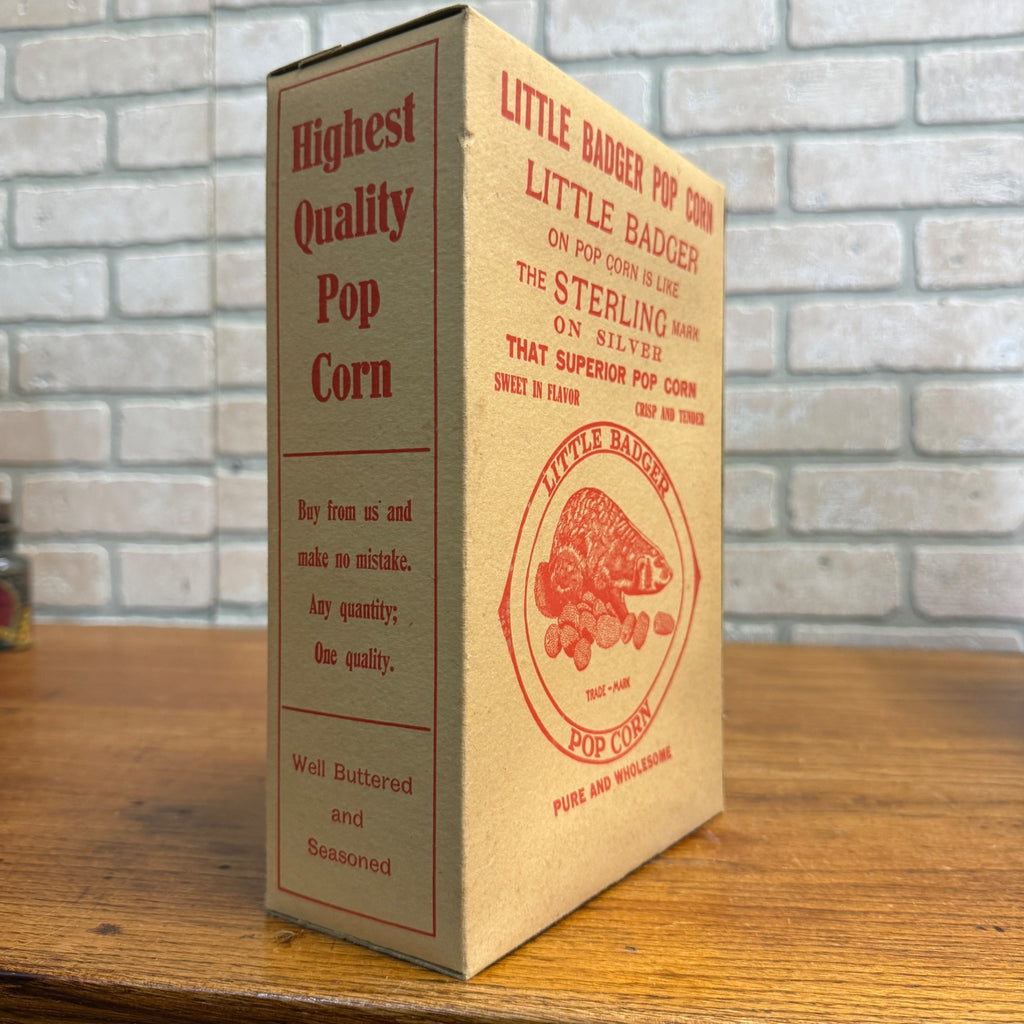 Highest
Quality
Pop
Corn
Buy from us and
make no mistake.
Any quantity;
One quality.
Well Buttered
and
Seasoned
LITTLE BADGER POP CORN
LITTLE BADGER
ON POP CORN IS LIKE
THE STERLING MARK
ON SILVER
THAT SUPERIOR POP CORN
SWEET IN FLAVOR
CRISP AND TENDER
LITTLE BADGER
TRADE-MARK
POP CORN
PURE AND WHOLESOME